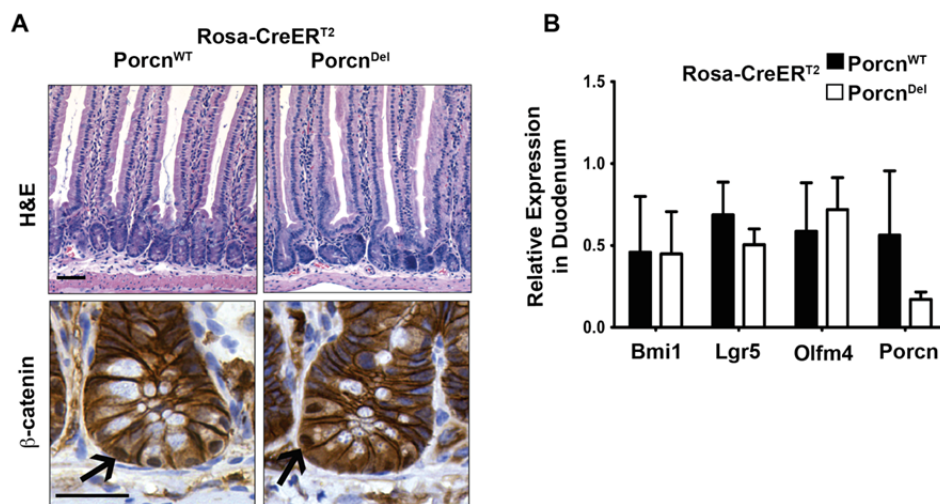 A
Rosa-CreER^T2
Porcn^WT
Porcn^Del
H&E
β-catenin
B
Rosa-CreER^T2
Porcn^WT
Porcn^Del
Relative Expression
in Duodenum
1.5
1.0
0.5
0.0
Bmi1 Lgr5 Olfm4 Porcn